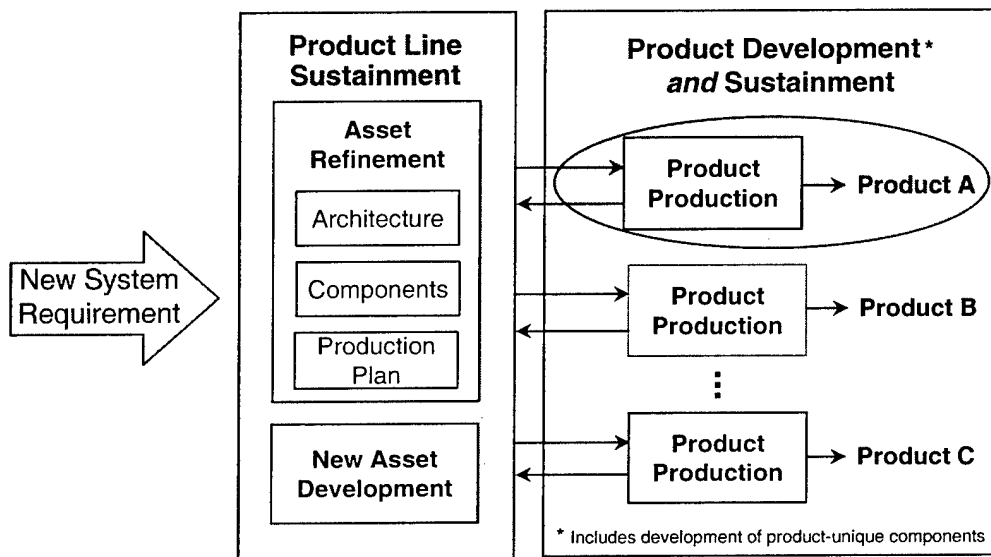 New System
Requirement
Product Line
Sustainment
Asset
Refinement
Architecture
Components
Production
Plan
New Asset
Development
Product Development*
and Sustainment
Product
Production
Product A
Product
Production
Product B
Product
Production
Product C
* Includes development of product-unique components